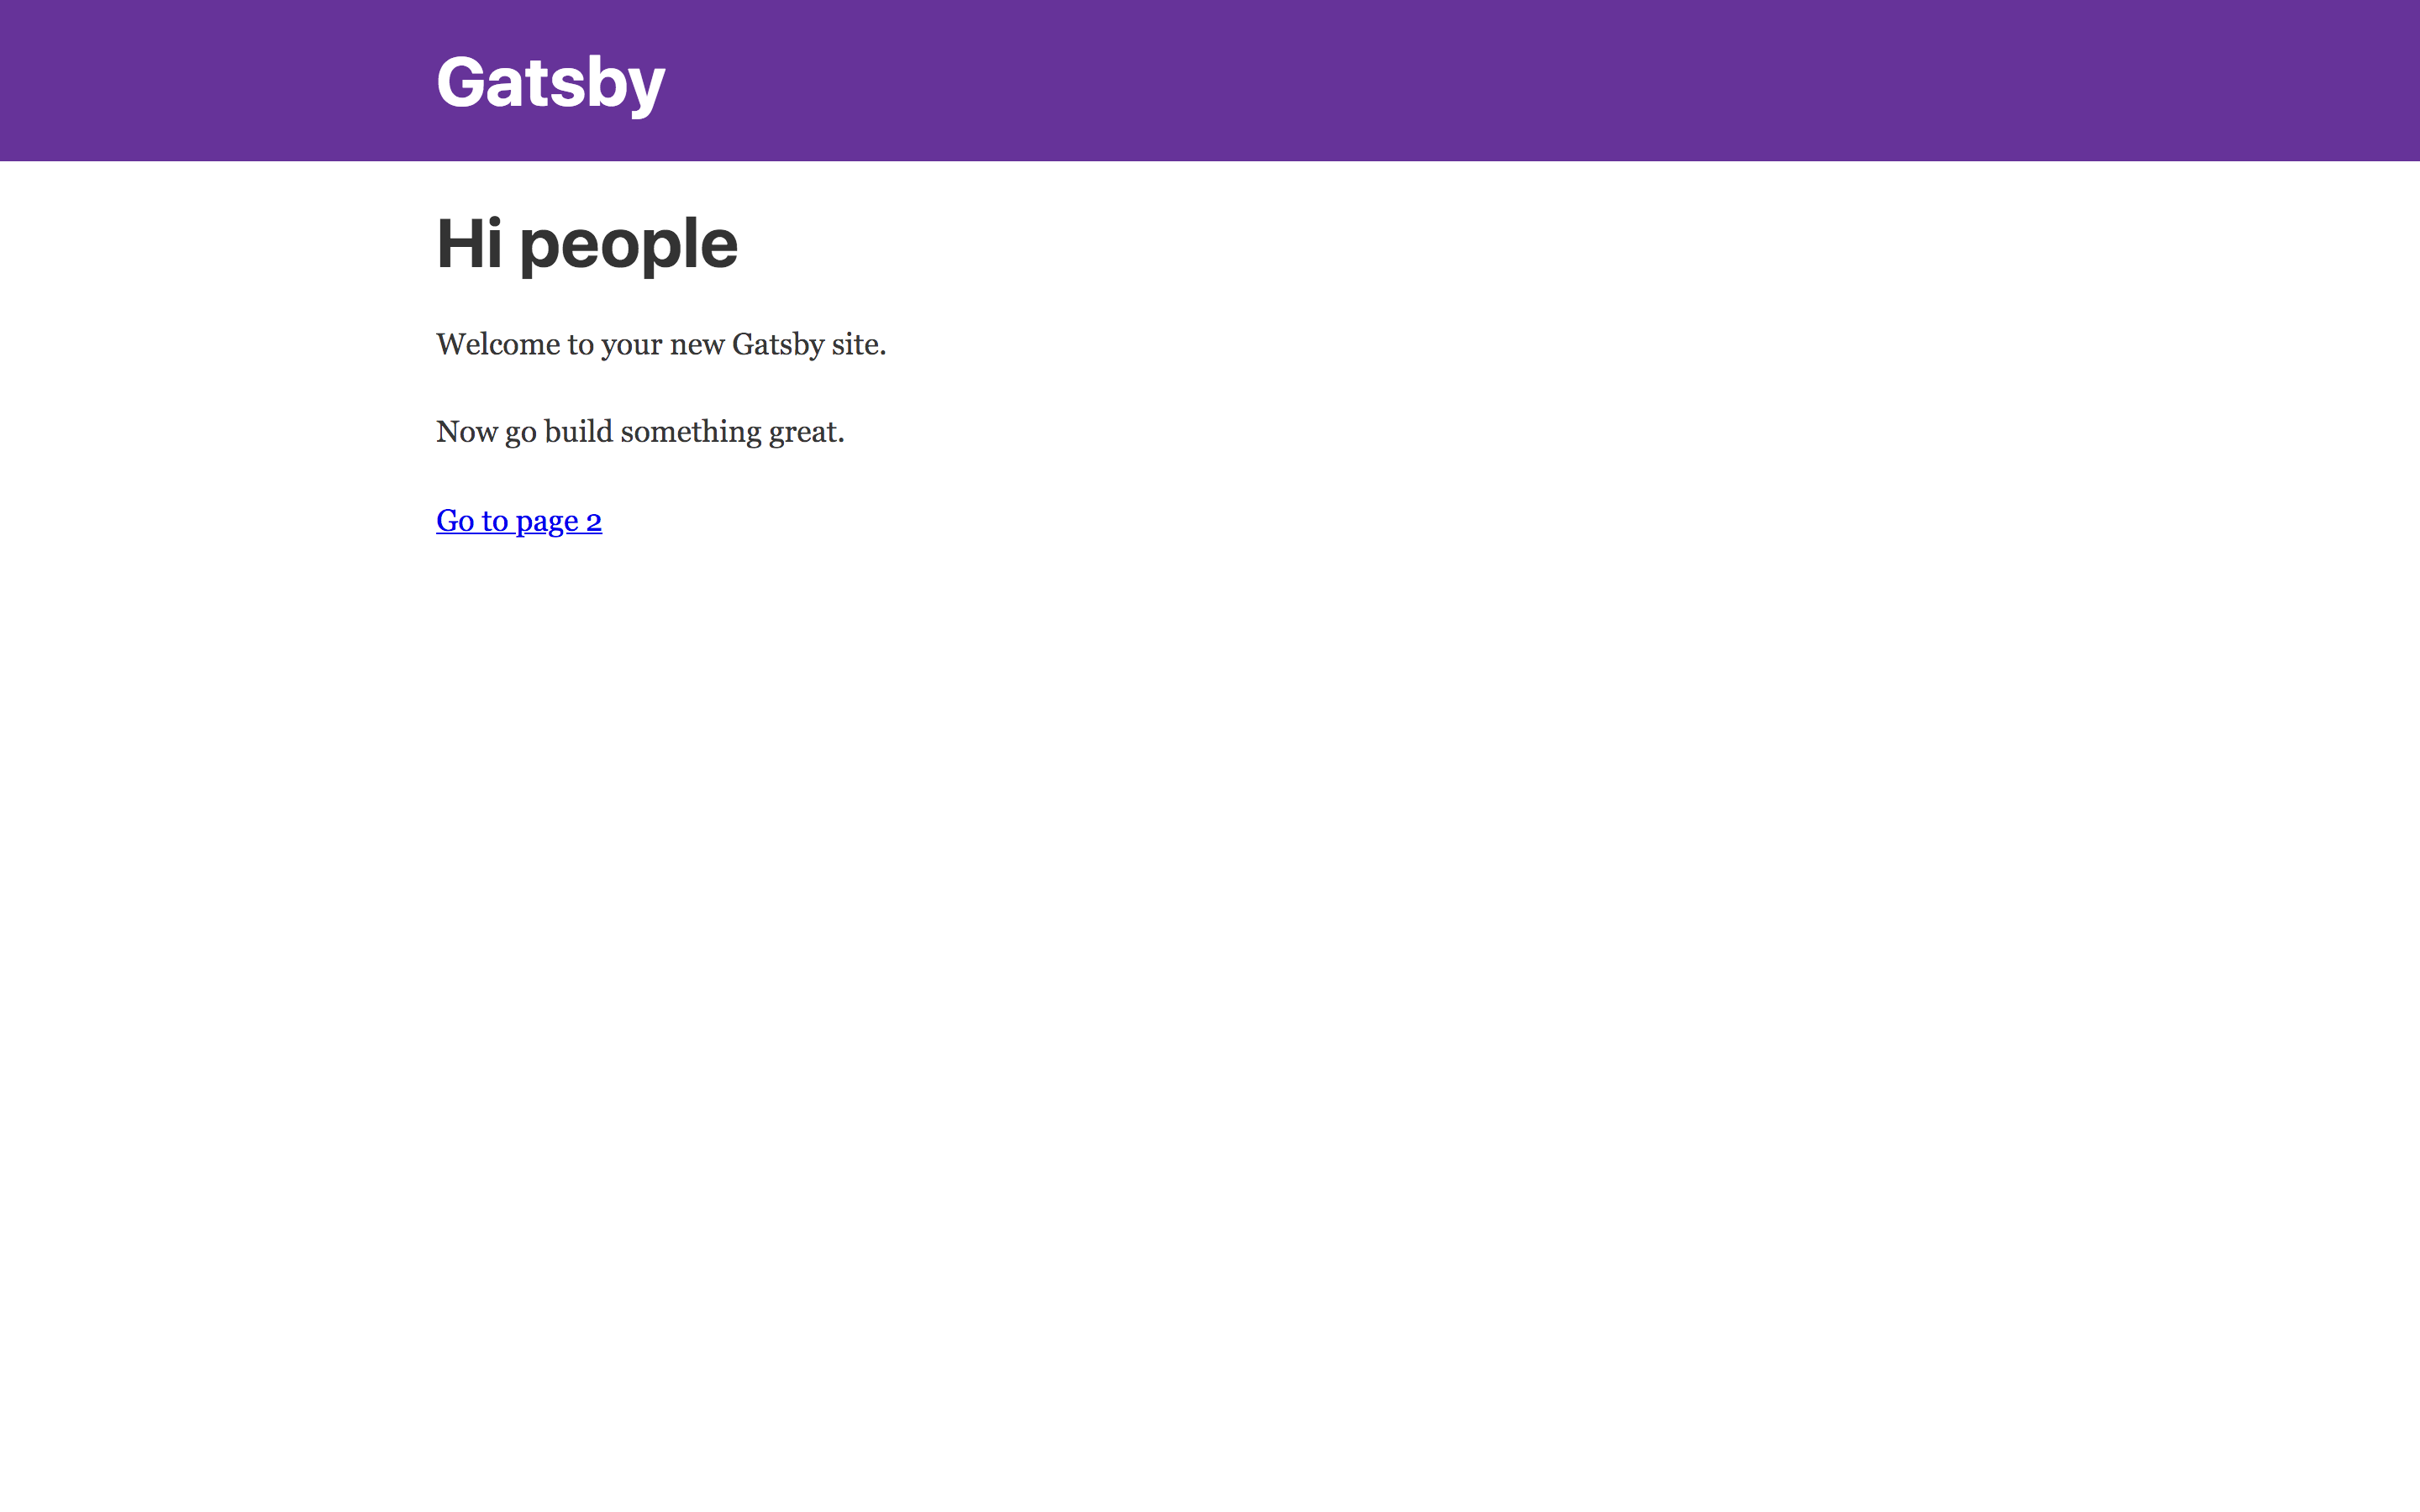 Gatsby
Hi people
Welcome to your new Gatsby site.
Now go build something great.
Go to page 2